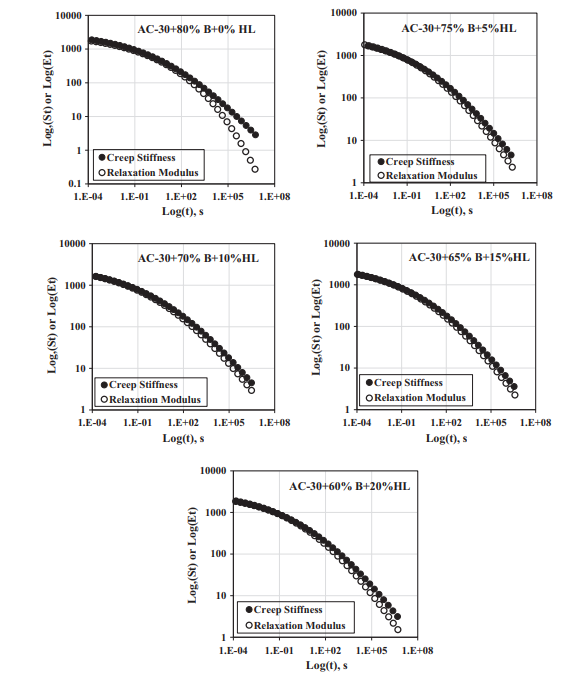 AC-30+80% B+0% HL
Log,(St) or Log(Et)
10000
1000
100
10
1
0.1
Creep Stiffness
Relaxation Modulus
1.E-04 1.E-01 1.E+02 1.E+05 1.E+08
Log(t), s
AC-30+75% B+5%HL
Log,(St) or Log(Et)
10000
1000
100
10
1
Creep Stiffness
Relaxation Modulus
1.E-04 1.E-01 1.E+02 1.E+05 1.E+08
Log(t), s
AC-30+70% B+10%HL
Log,(St) or Log(Et)
10000
1000
100
10
1
Creep Stiffness
Relaxation Modulus
1.E-04 1.E-01 1.E+02 1.E+05 1.E+08
Log(t), s
AC-30+65% B+15%HL
Log,(St) or Log(Et)
10000
1000
100
10
1
Creep Stiffness
Relaxation Modulus
1.E-04 1.E-01 1.E+02 1.E+05 1.E+08
Log(t), s
AC-30+60% B+20%HL
Log,(St) or Log(Et)
10000
1000
100
10
1
Creep Stiffness
Relaxation Modulus
1.E-04 1.E-01 1.E+02 1.E+05 1.E+08
Log(t), s